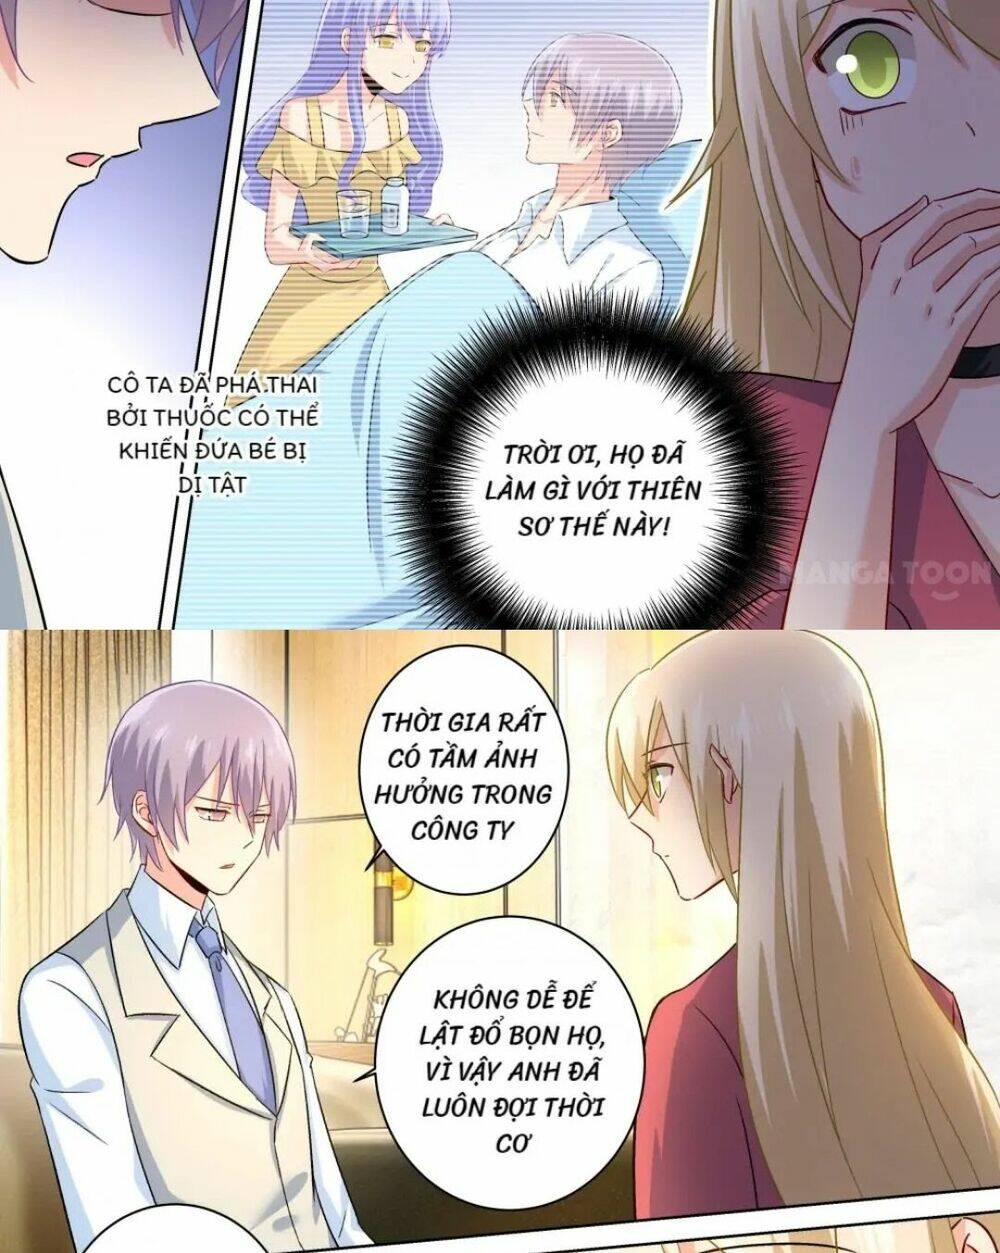 CÔ TA ĐÃ PHÁ THAI
BỞI THUỐC CÓ THỂ
KHIẾN ĐỨA BÉ BỊ
DỊ TẬT
TRỜI ƠI, HỌ ĐÃ
LÀM GÌ VỚI THIÊN
SƠ THẾ NÀY!
MANGA TOON
THỜI GIA RẤT
CÓ TẦM ẢNH
HƯỞNG TRONG
CÔNG TY
KHÔNG DỄ ĐỂ
LẬT ĐỔ BỌN HỌ,
VÌ VẬY ANH ĐÃ
LUÔN ĐỢI THỜI
CƠ